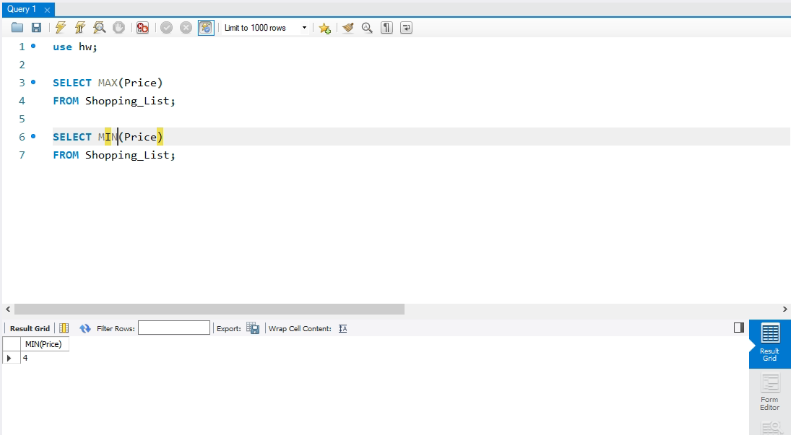 Query 1 ×
Limit to 1000 rows
1 use hw;
2
3 SELECT MAX(Price)
4 FROM Shopping_List;
5
6 SELECT MIN(Price)
7 FROM Shopping_List;
Result Grid Filter Rows: Export: Wrap Cell Content:
MIN(Price)
4
Result
Grid
Form
Editor